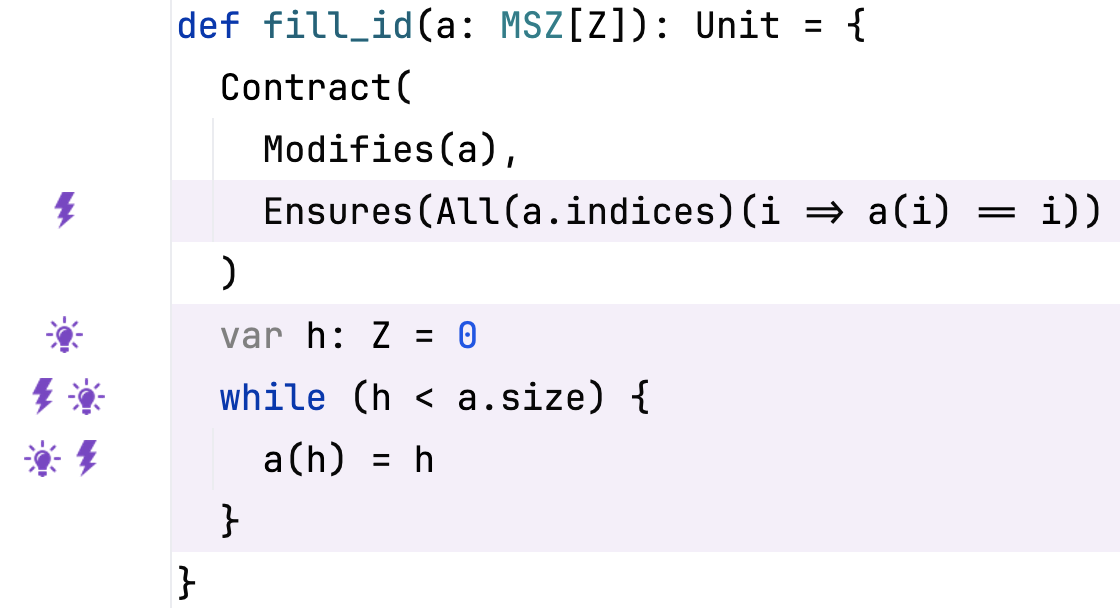 def fill_id(a: MSZ[Z]): Unit = {
  Contract(
    Modifies(a),
    Ensures(All(a.indices)(i => a(i) == i))
  )
  var h: Z = 0
  while (h < a.size) {
    a(h) = h
  }
}